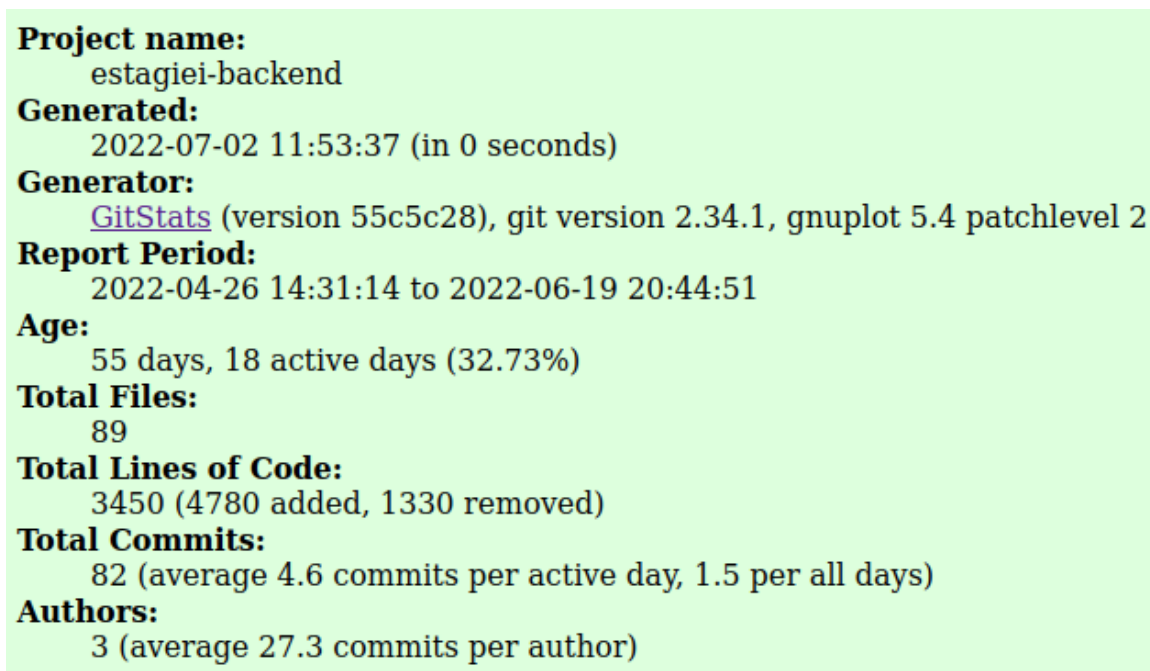 Project name:
estagiei-backend
Generated:
2022-07-02 11:53:37 (in 0 seconds)
Generator:
GitStats (version 55c5c28), git version 2.34.1, gnuplot 5.4 patchlevel 2
Report Period:
2022-04-26 14:31:14 to 2022-06-19 20:44:51
Age:
55 days, 18 active days (32.73%)
Total Files:
89
Total Lines of Code:
3450 (4780 added, 1330 removed)
Total Commits:
82 (average 4.6 commits per active day, 1.5 per all days)
Authors:
3 (average 27.3 commits per author)